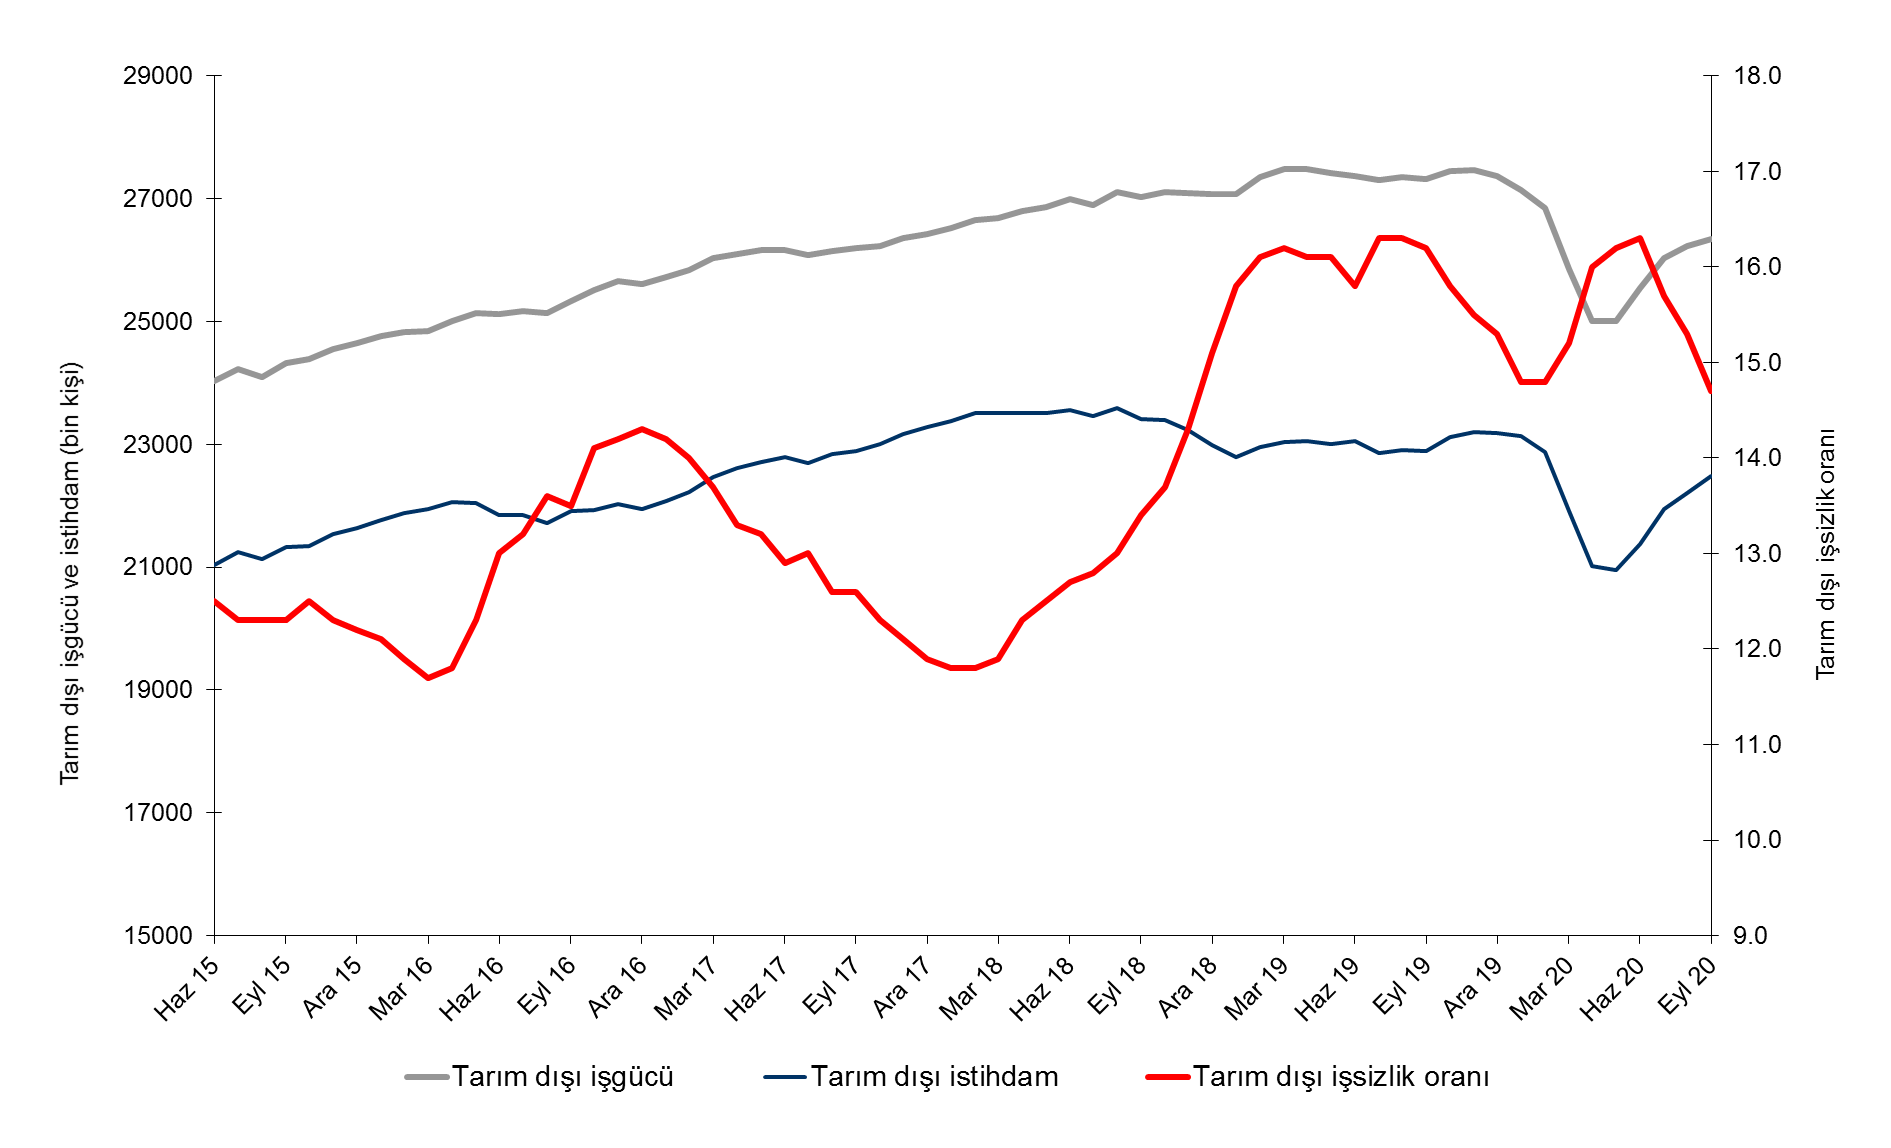 29000
27000
25000
23000
21000
19000
17000
15000
Tarım dışı işgücü ve istihdam (bin kişi)
18.0
17.0
16.0
15.0
14.0
13.0
12.0
11.0
10.0
9.0
Tarım dışı işsizlik oranı
Haz 15
Eyl 15
Ara 15
Mar 16
Haz 16
Eyl 16
Ara 16
Mar 17
Haz 17
Eyl 17
Ara 17
Mar 18
Haz 18
Eyl 18
Ara 18
Mar 19
Haz 19
Eyl 19
Ara 19
Mar 20
Haz 20
Eyl 20
Tarım dışı işgücü
Tarım dışı istihdam
Tarım dışı işsizlik oranı